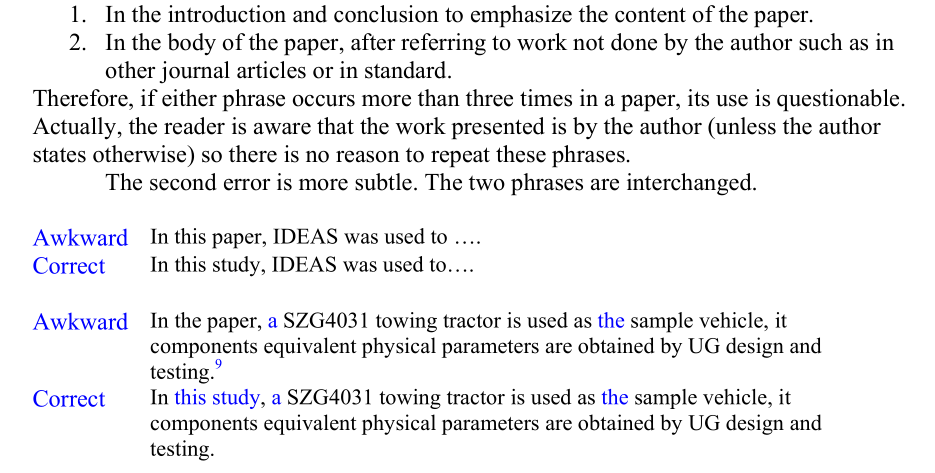 1. In the introduction and conclusion to emphasize the content of the paper.
2. In the body of the paper, after referring to work not done by the author such as in
other journal articles or in standard.
Therefore, if either phrase occurs more than three times in a paper, its use is questionable.
Actually, the reader is aware that the work presented is by the author (unless the author
states otherwise) so there is no reason to repeat these phrases.
The second error is more subtle. The two phrases are interchanged.
Awkward In this paper, IDEAS was used to ….
Correct In this study, IDEAS was used to….
Awkward In the paper, a SZG4031 towing tractor is used as the sample vehicle, it
components equivalent physical parameters are obtained by UG design and
testing.9
Correct In this study, a SZG4031 towing tractor is used as the sample vehicle, it
components equivalent physical parameters are obtained by UG design and
testing.